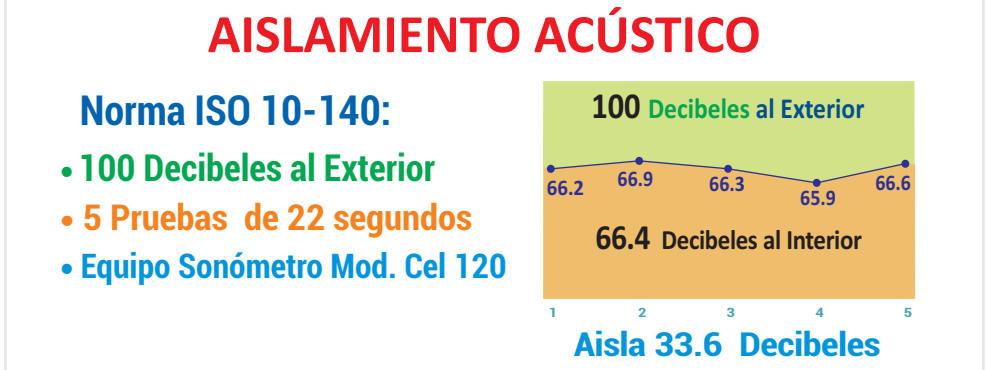 AISLAMIENTO ACÚSTICO
Norma ISO 10-140:
• 100 Decibeles al Exterior
• 5 Pruebas de 22 segundos
• Equipo Sonómetro Mod. Cel 120
100 Decibeles al Exterior
66.2 66.9 66.3 65.9 66.6
66.4 Decibeles al Interior
1 2 3 4 5
Aisla 33.6 Decibeles